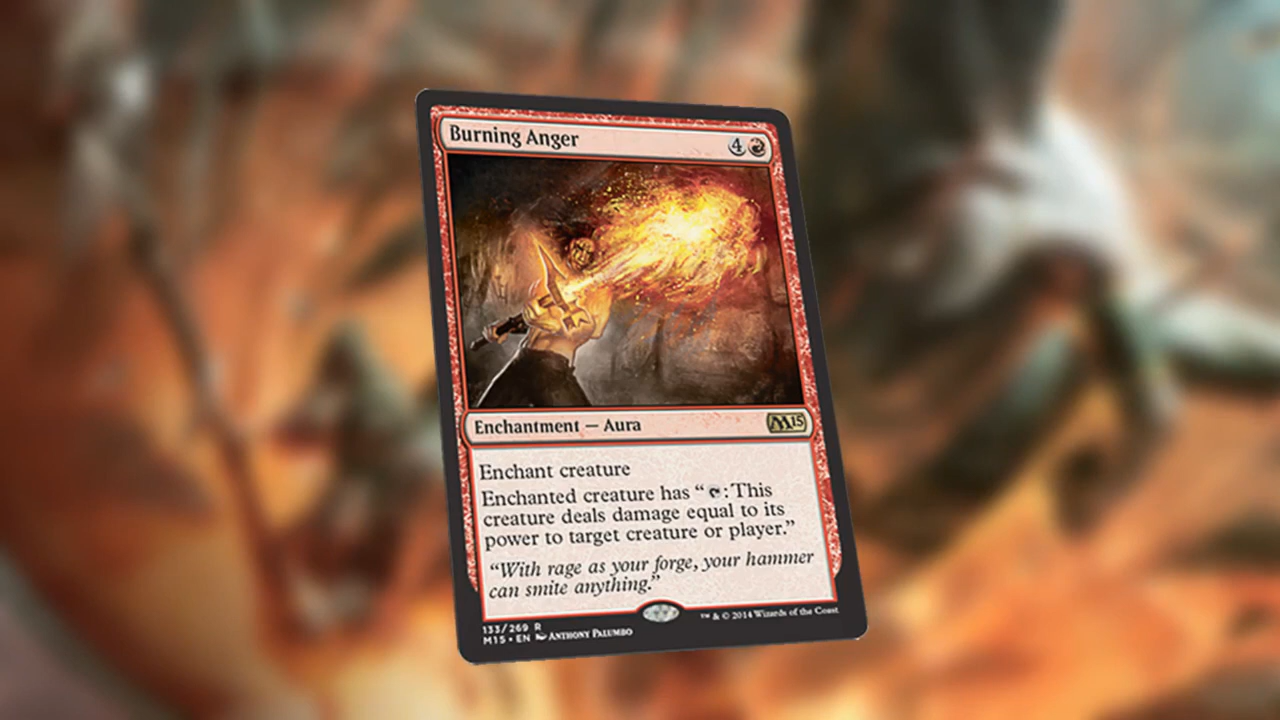 Burning Anger 4
Enchantment — Aura M15
Enchant creature
Enchanted creature has “ : This
creature deals damage equal to its
power to target creature or player.”
“With rage as your forge, your hammer
can smite anything.”
133/269 R
M15 • EN Anthony Palumbo
™ & © 2014 Wizards of the Coast